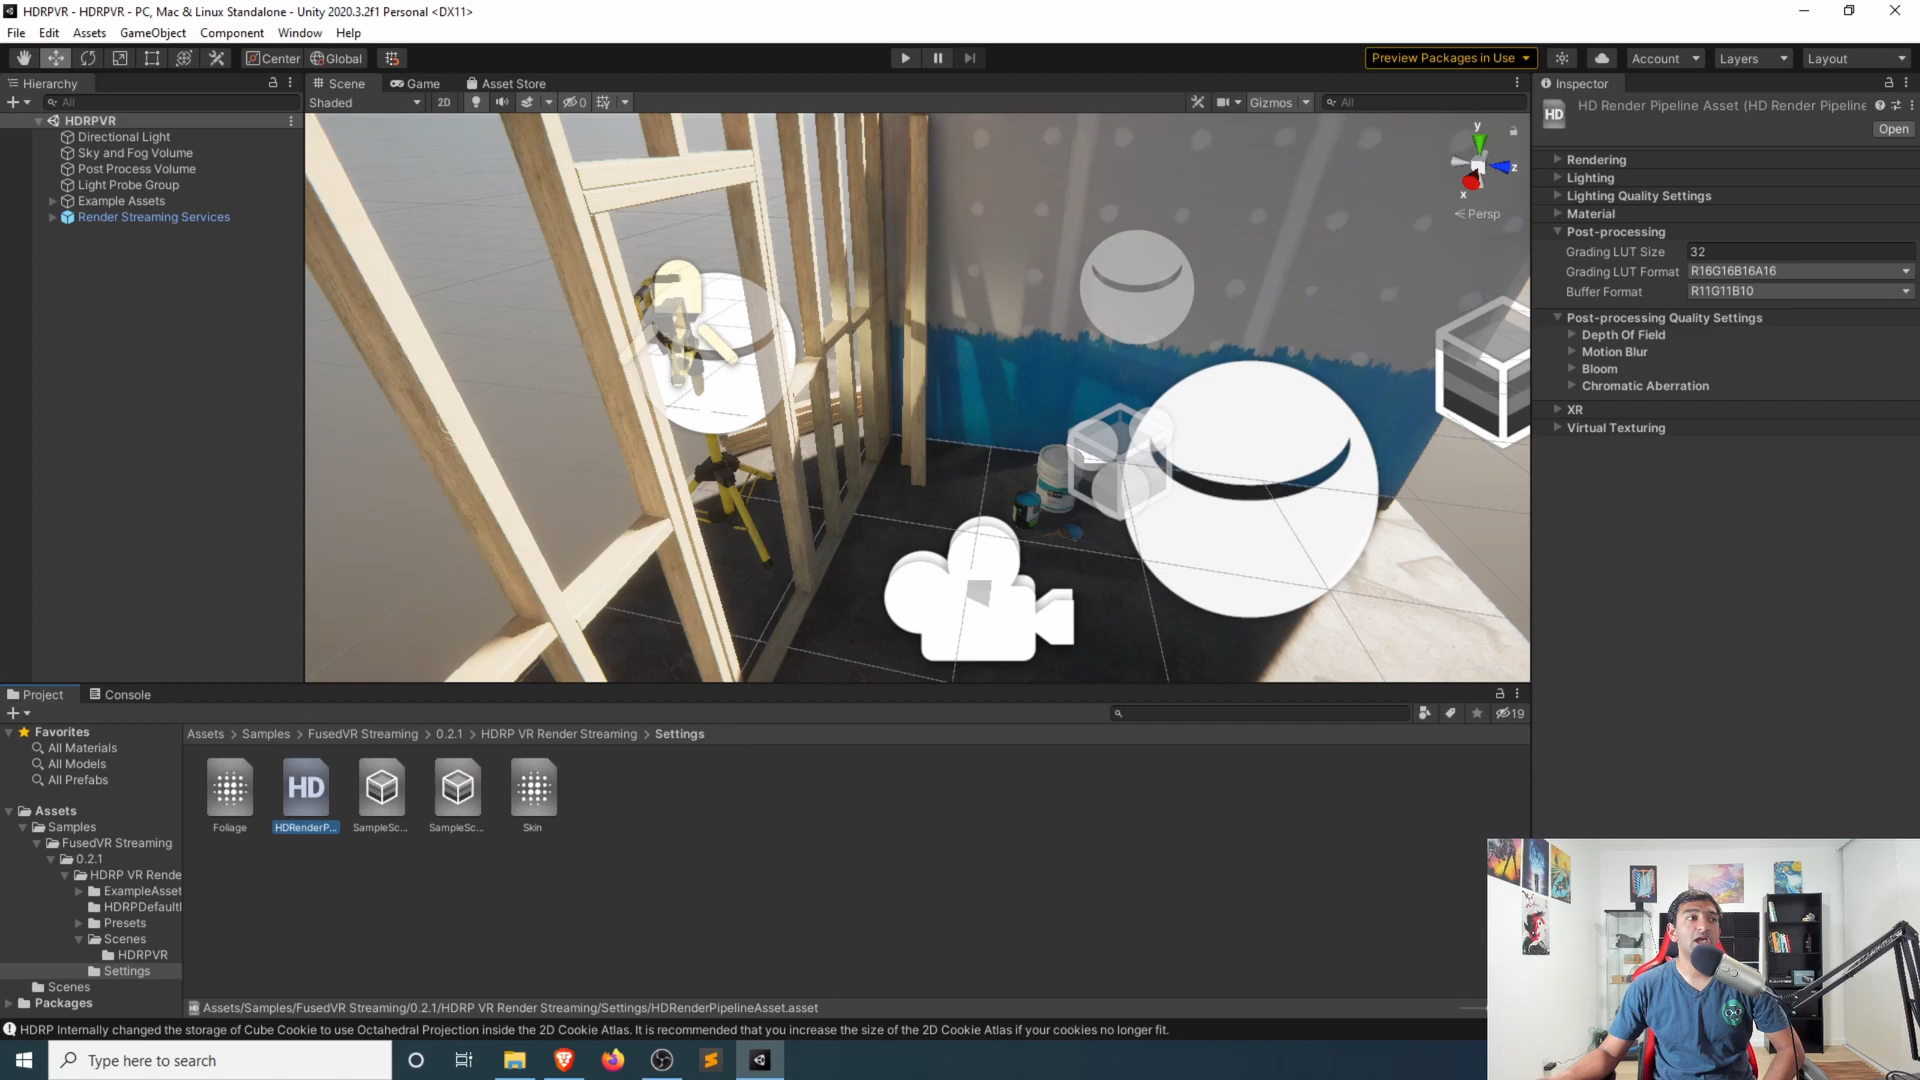 HDRPVR - HDRPVR - PC, Mac & Linux Standalone - Unity 2020.3.2f1 Personal <DX11>
File Edit Assets GameObject Component Window Help
Center Global
Preview Packages in Use Account Layers Layout
Hierarchy
All
HDRPVR
Directional Light
Sky and Fog Volume
Post Process Volume
Light Probe Group
Example Assets
Render Streaming Services
Scene Game Asset Store
Shaded 2D 0 Gizmos All
y
z
x
Persp
Inspector
HD Render Pipeline Asset (HD Render Pipeline
HD
Open
Rendering
Lighting
Lighting Quality Settings
Material
Post-processing
Grading LUT Size 32
Grading LUT Format R16G16B16A16
Buffer Format R11G11B10
Post-processing Quality Settings
Depth Of Field
Motion Blur
Bloom
Chromatic Aberration
XR
Virtual Texturing
Project Console
19
Favorites
All Materials
All Models
All Prefabs
Assets
Samples
FusedVR Streaming
0.2.1
HDRP VR Rende
ExampleAsset
HDRPDefaultI
Presets
Scenes
HDRPVR
Settings
Scenes
Packages
Assets > Samples > FusedVR Streaming > 0.2.1 > HDRP VR Render Streaming > Settings
HD
Foliage HDRenderP... SampleSc... SampleSc... Skin
Assets/Samples/FusedVR Streaming/0.2.1/HDRP VR Render Streaming/Settings/HDRenderPipelineAsset.asset
HDRP Internally changed the storage of Cube Cookie to use Octahedral Projection inside the 2D Cookie Atlas. It is recommended that you increase the size of the 2D Cookie Atlas if your cookies no longer fit.
Type here to search